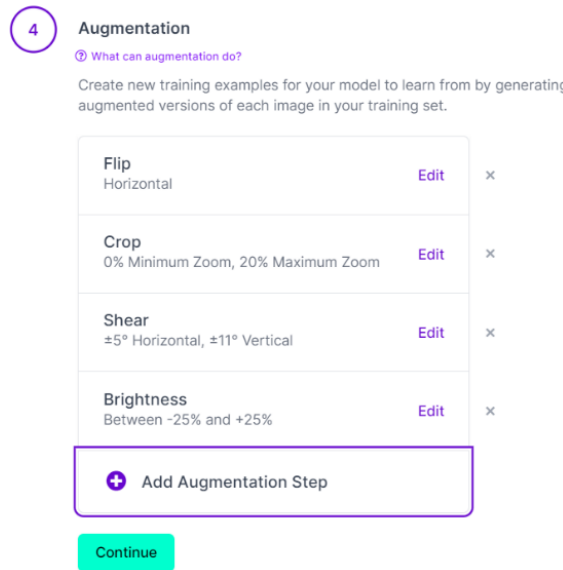 4
Augmentation
? What can augmentation do?
Create new training examples for your model to learn from by generating
augmented versions of each image in your training set.
Flip
Horizontal
Edit ×
Crop
0% Minimum Zoom, 20% Maximum Zoom
Edit ×
Shear
±5° Horizontal, ±11° Vertical
Edit ×
Brightness
Between -25% and +25%
Edit ×
Add Augmentation Step
Continue